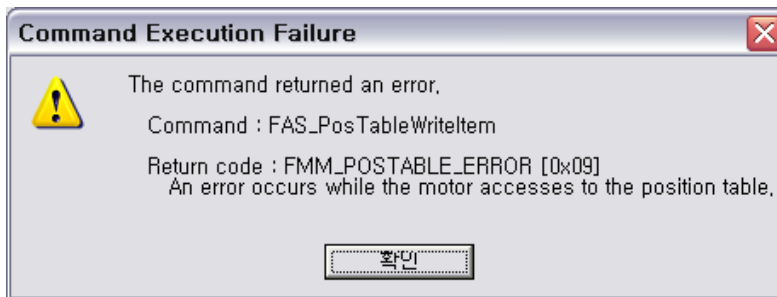 Command Execution Failure
The command returned an error,
Command : FAS_PosTableWriteItem
Return code : FMM_POSTABLE_ERROR [0x09]
An error occurs while the motor accesses to the position table,
확인